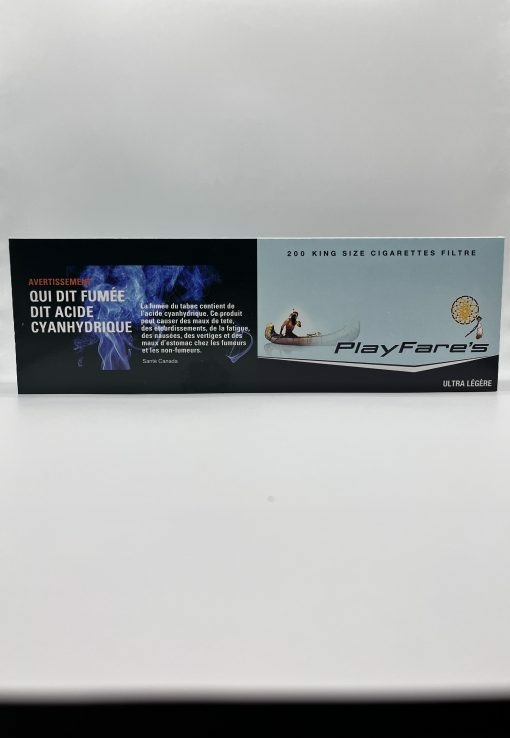 AVERTISSEMENT
QUI DIT FUMÉE
DIT ACIDE
CYANHYDRIQUE
La fumée du tabac contient de
l'acide cyanhydrique. Ce produit
peut causer des maux de tete,
des étourdissements, de la fatigue,
des nausées, des vertiges et des
maux d'estomac chez les fumeurs
et les non-fumeurs.
Santé Canada
200 KING SIZE CIGARETTES FILTRE
PlayFare's
ULTRA LÉGÈRE